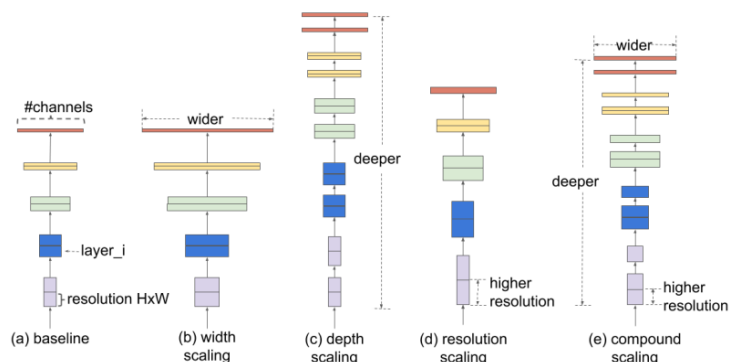 #channels
layer_i
resolution HxW
(a) baseline
wider
(b) width
scaling
deeper
(c) depth
scaling
higher
resolution
(d) resolution
scaling
wider
deeper
higher
resolution
(e) compound
scaling